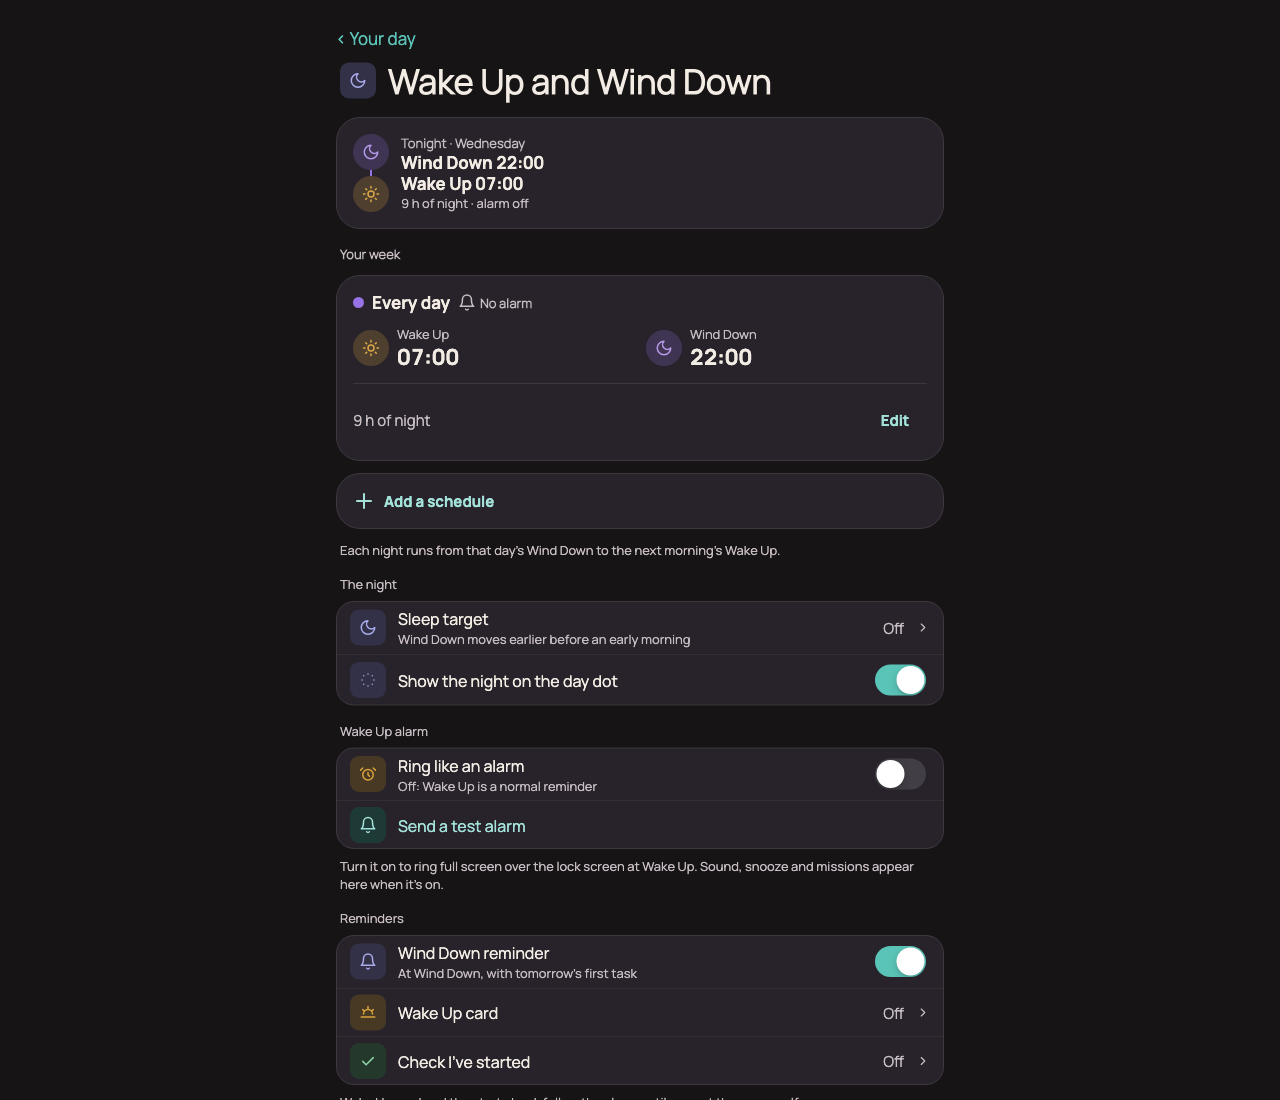 Your day
Wake Up and Wind Down
Tonight · Wednesday
Wind Down 22:00
Wake Up 07:00
9 h of night · alarm off
Your week
Every day No alarm
Wake Up
07:00
Wind Down
22:00
9 h of night
Edit
Add a schedule
Each night runs from that day's Wind Down to the next morning's Wake Up.
The night
Sleep target
Wind Down moves earlier before an early morning
Off
Show the night on the day dot
Wake Up alarm
Ring like an alarm
Off: Wake Up is a normal reminder
Send a test alarm
Turn it on to ring full screen over the lock screen at Wake Up. Sound, snooze and missions appear
here when it's on.
Reminders
Wind Down reminder
At Wind Down, with tomorrow's first task
Wake Up card
Off
Check I've started
Off